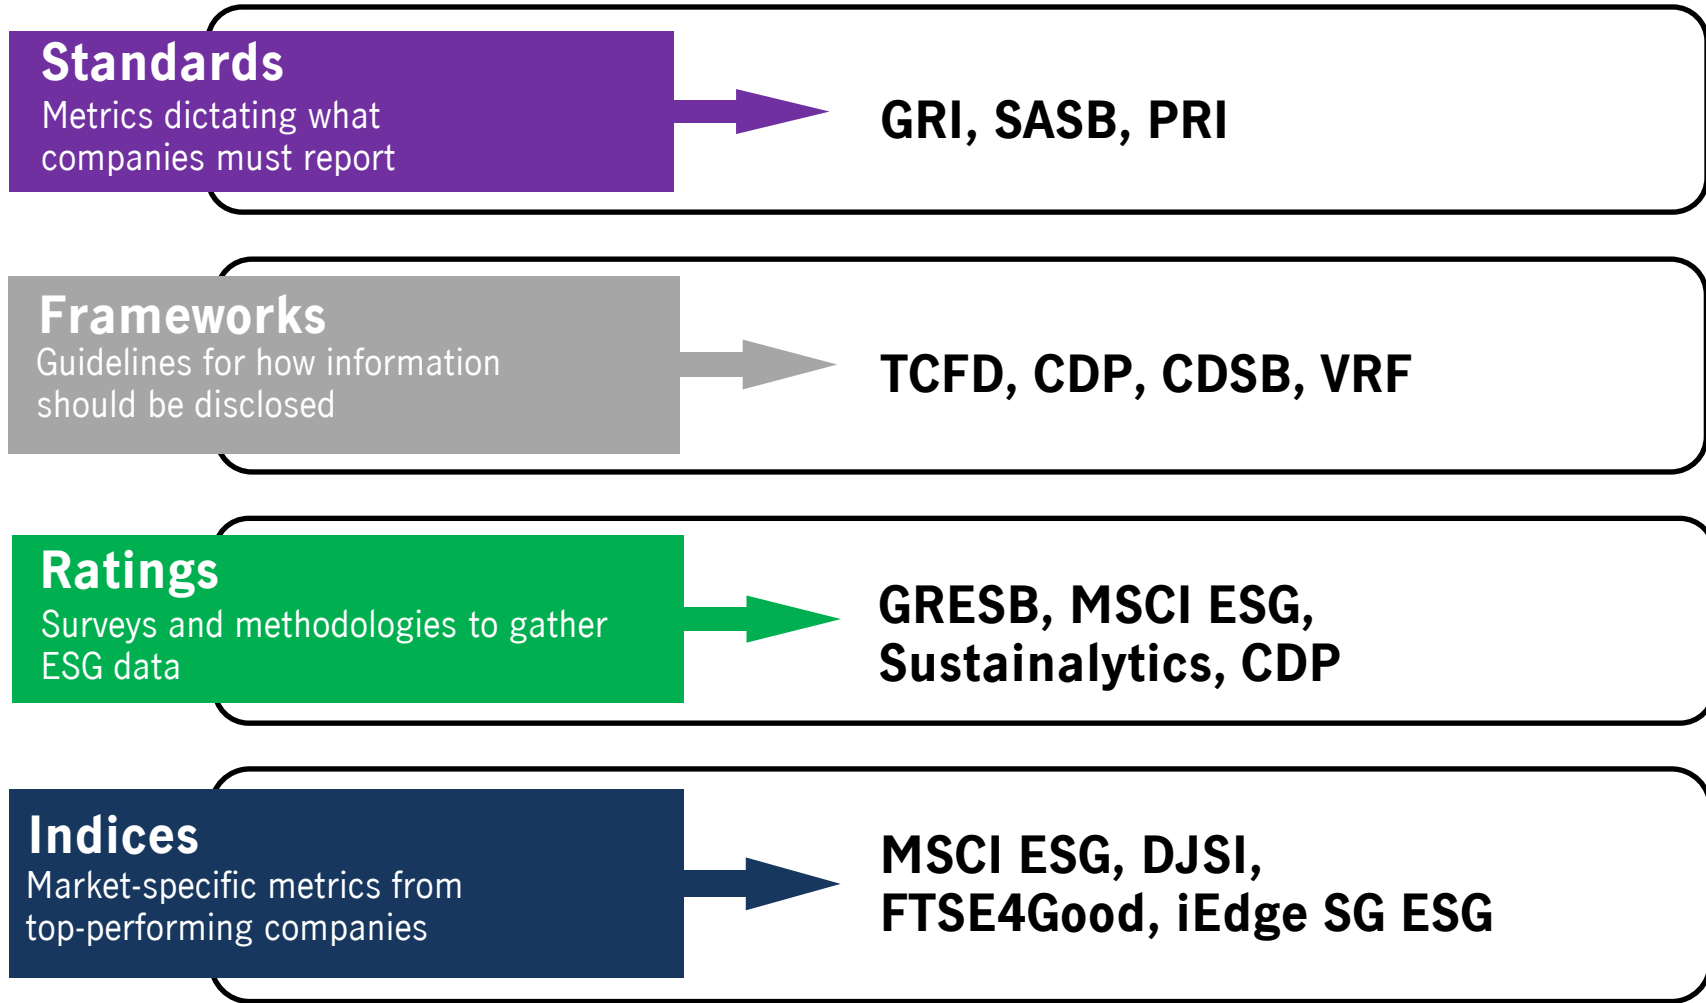 Standards
Metrics dictating what
companies must report
GRI, SASB, PRI
Frameworks
Guidelines for how information
should be disclosed
TCFD, CDP, CDSB, VRF
Ratings
Surveys and methodologies to gather
ESG data
GRESB, MSCI ESG,
Sustainalytics, CDP
Indices
Market-specific metrics from
top-performing companies
MSCI ESG, DJSI,
FTSE4Good, iEdge SG ESG